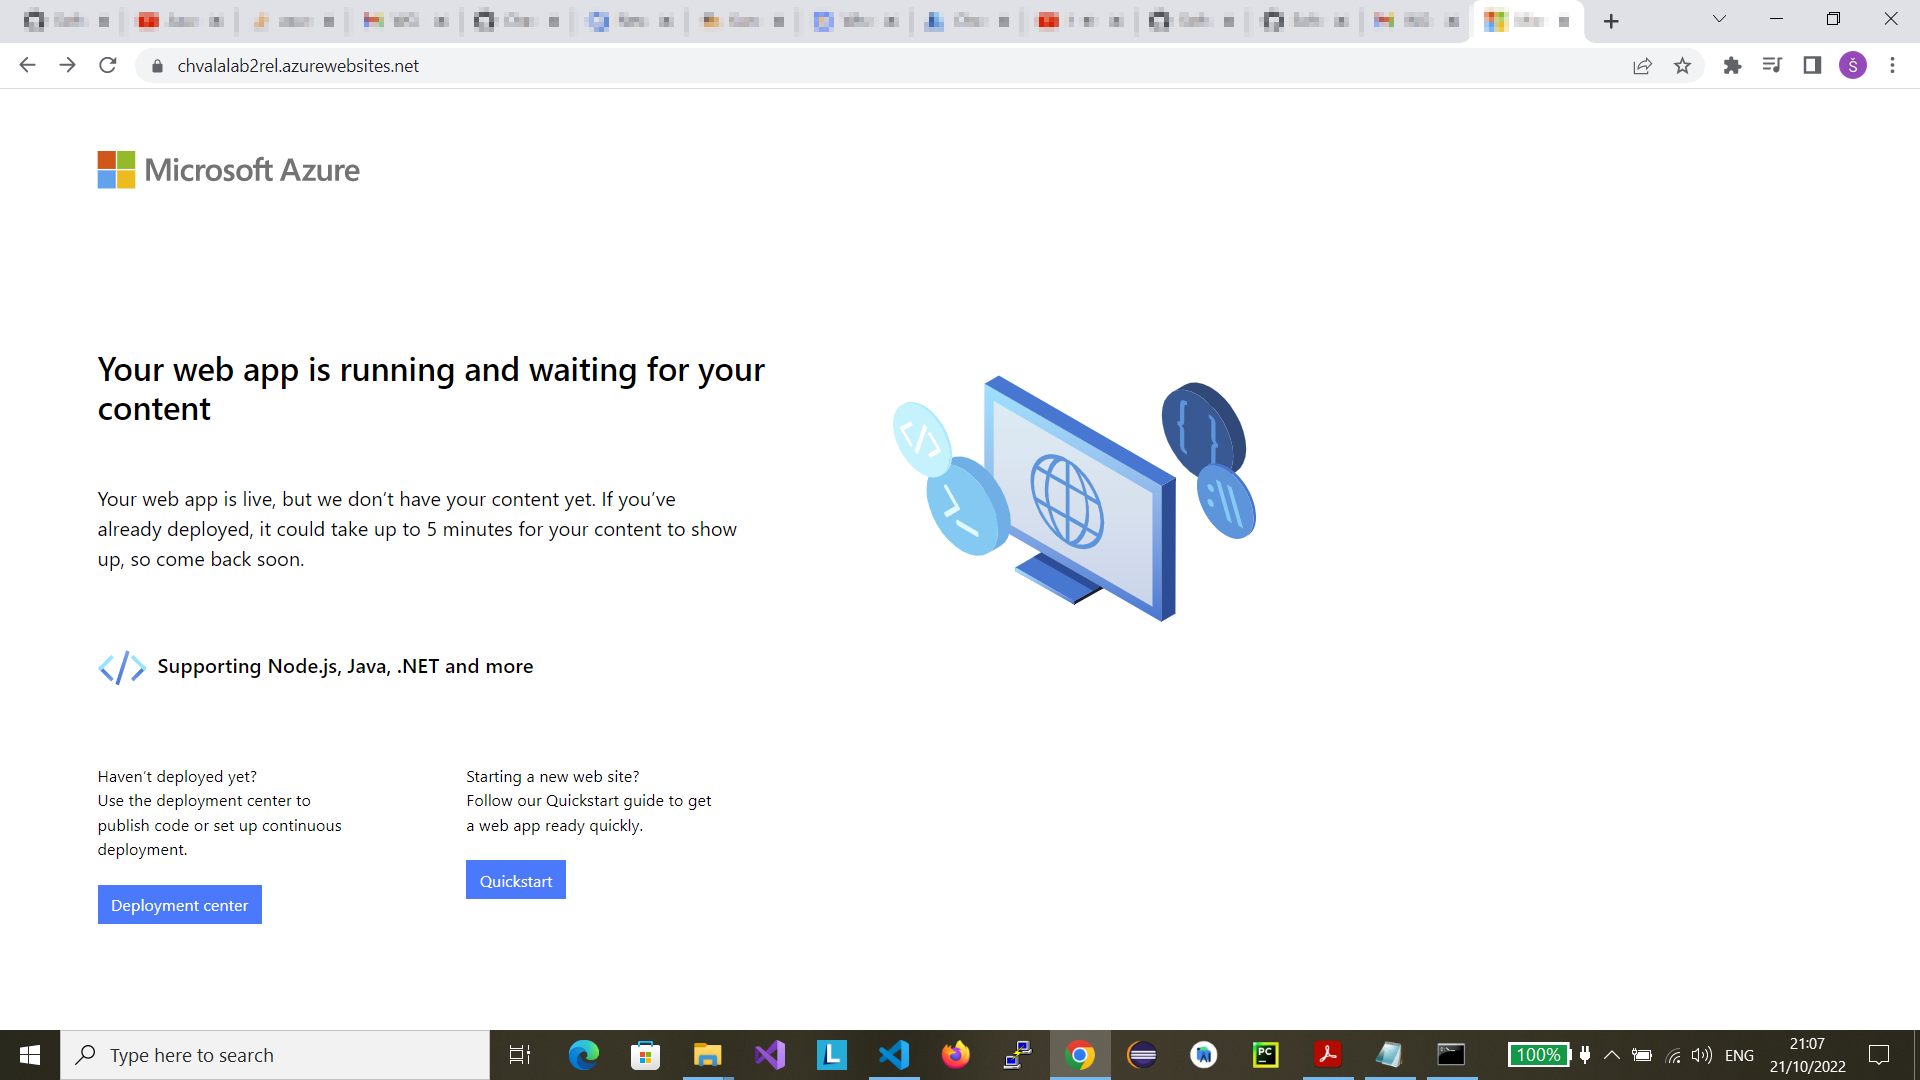 chvalalab2rel.azurewebsites.net
Š
Microsoft Azure
Your web app is running and waiting for your
content
Your web app is live, but we don’t have your content yet. If you’ve
already deployed, it could take up to 5 minutes for your content to show
up, so come back soon.
Supporting Node.js, Java, .NET and more
Haven’t deployed yet?
Use the deployment center to
publish code or set up continuous
deployment.
Deployment center
Starting a new web site?
Follow our Quickstart guide to get
a web app ready quickly.
Quickstart
Type here to search
L
PC
100%
ENG
21:07
21/10/2022